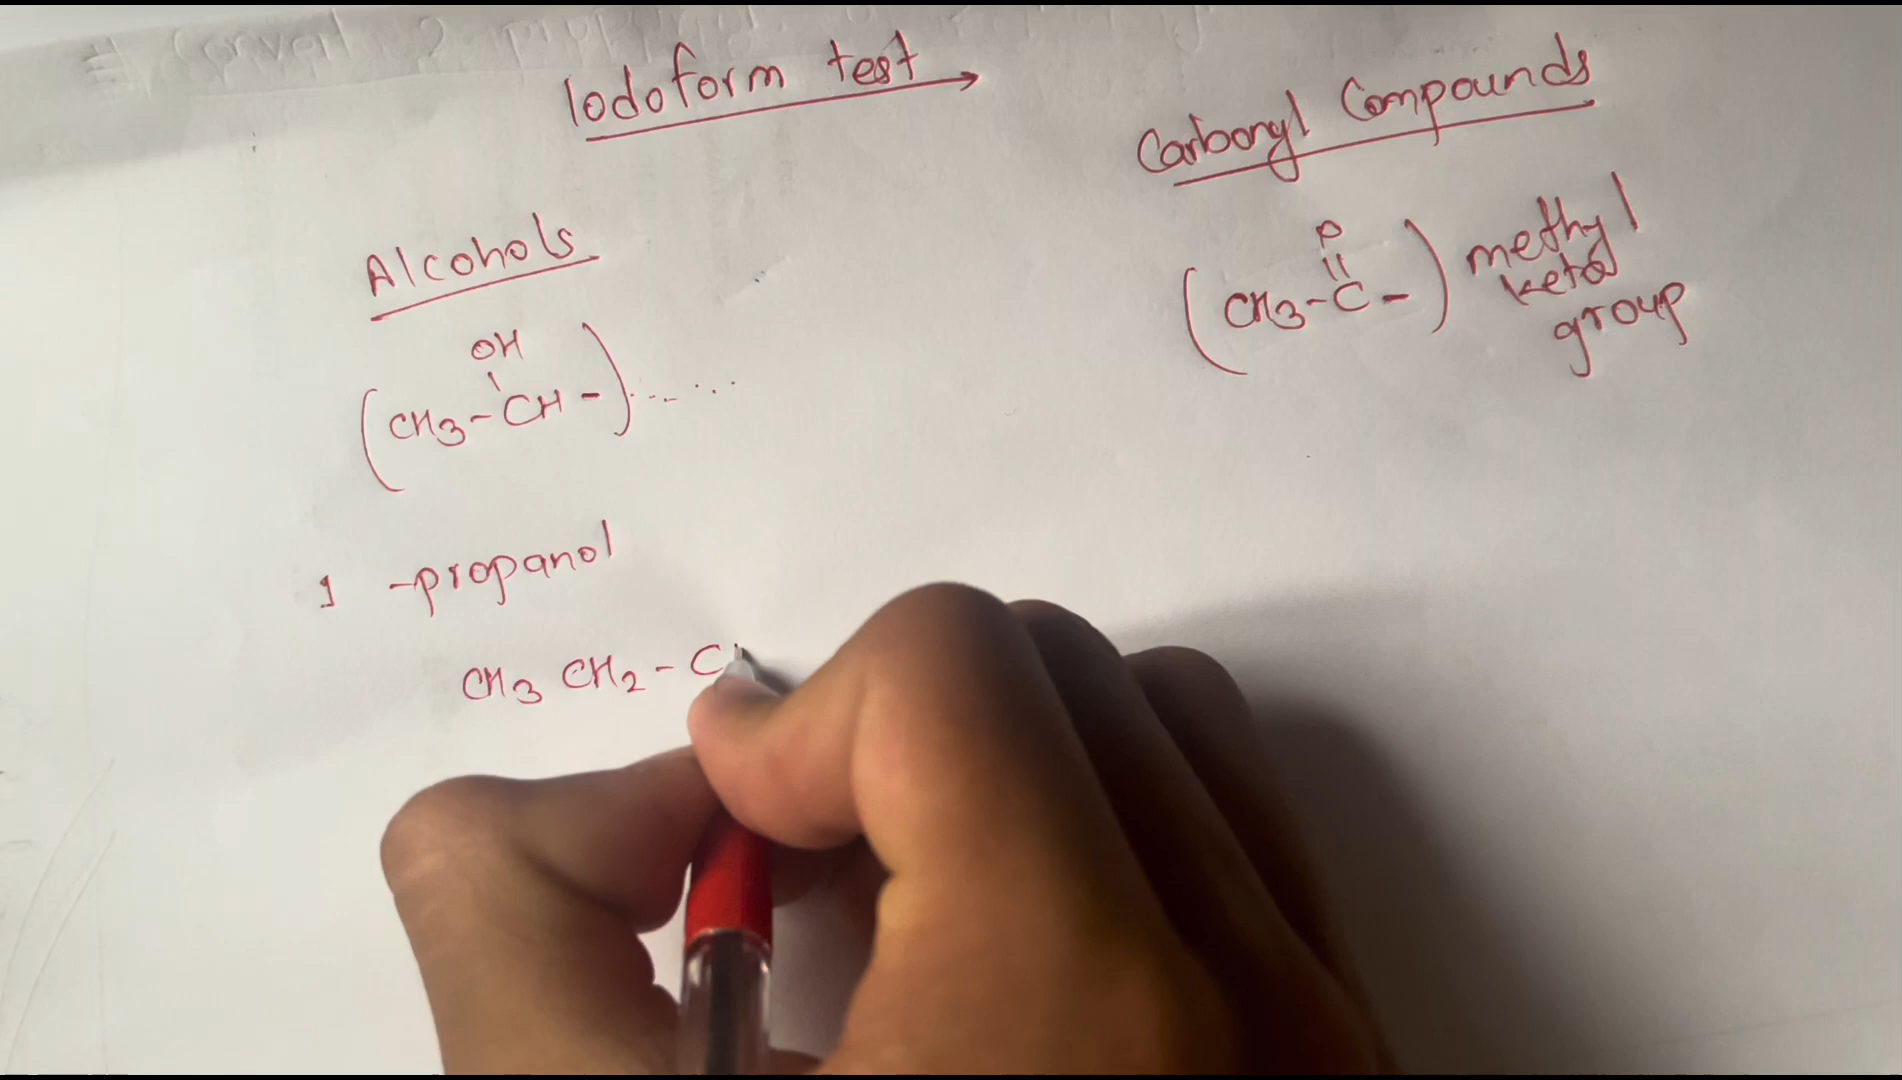 Iodoform test
Carbonyl Compounds
Alcohols
OH
(CH3-CH-).......
O
(CH3-C-) methyl
keto
group
1 -propanol
CH3 CH2-C